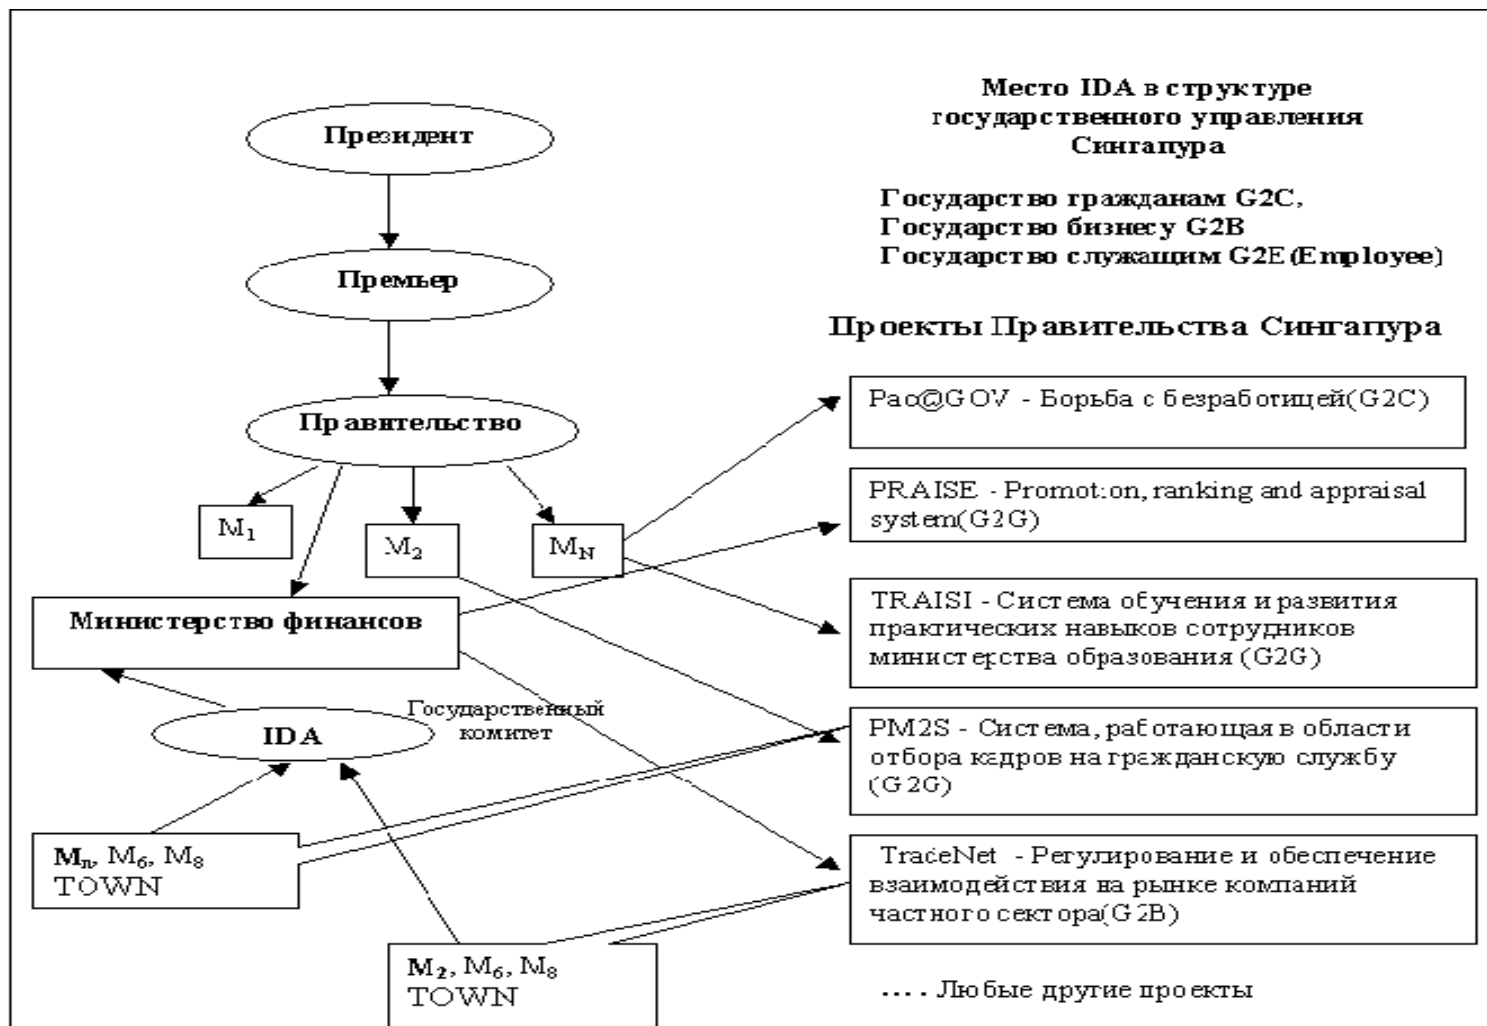 Место IDA в структуре
государственного управления
Сингапура
Государство гражданам G2C,
Государство бизнесу G2B
Государство служащим G2E(Employee)
Проекты Правительства Сингапура
Президент
Премьер
Правительство
M1
M2
MN
Министерство финансов
Государственный
комитет
IDA
Mn, M6, M8
TOWN
M2, M6, M8
TOWN
Pac@GOV - Борьба с безработицей(G2C)
PRAISE - Promotion, ranking and appraisal
system(G2G)
TRAISI - Система обучения и развития
практических навыков сотрудников
министерства образования (G2G)
PM2S - Система, работающая в области
отбора кадров на гражданскую службу
(G2G)
TradeNet - Регулирование и обеспечение
взаимодействия на рынке компаний
частного сектора(G2B)
.... Любые другие проекты